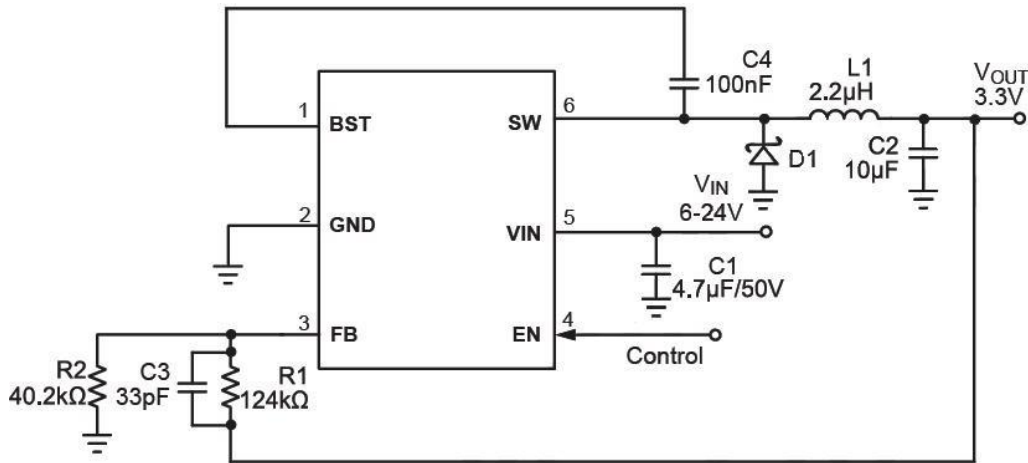 C4
100nF
L1
2.2µH
VOUT
3.3V
1
BST
SW
6
D1
C2
10µF
VIN
6-24V
2
GND
VIN
5
C1
4.7µF/50V
3
FB
EN
4
Control
R2
40.2kΩ
C3
33pF
R1
124kΩ